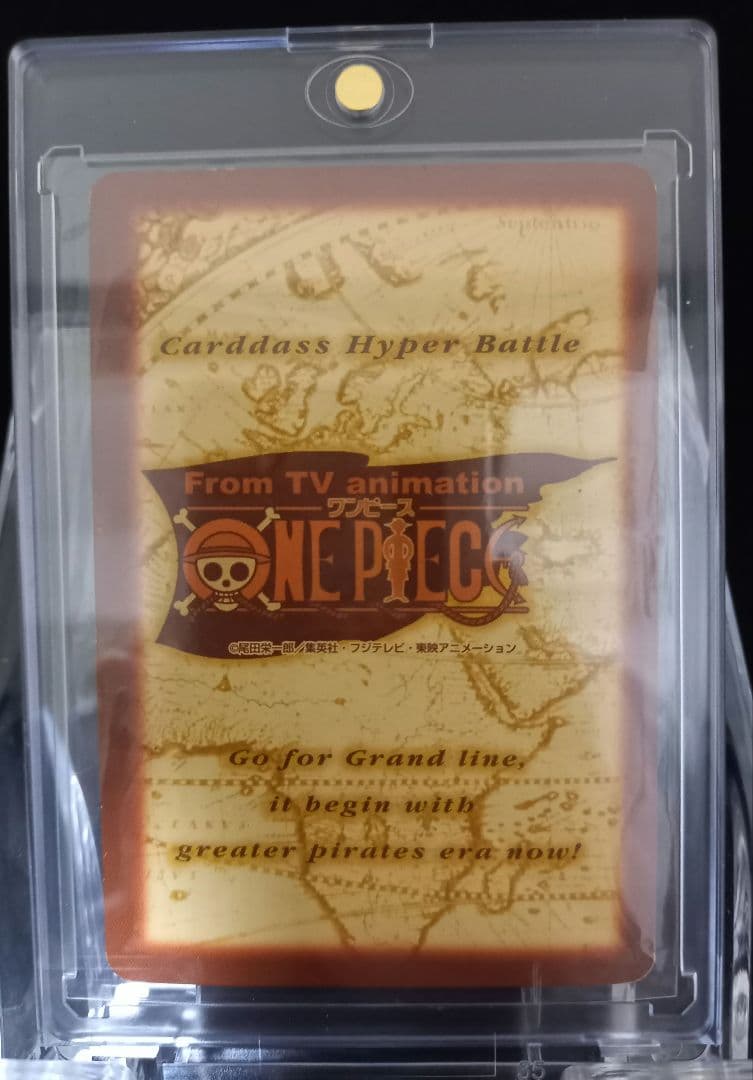 Septentrio
Carddass Hyper Battle
From TV animation
ワンピース
ONE PIECE
©尾田栄一郎／集英社・フジテレビ・東映アニメーション
Go for Grand line,
it begin with
greater pirates era now!
35